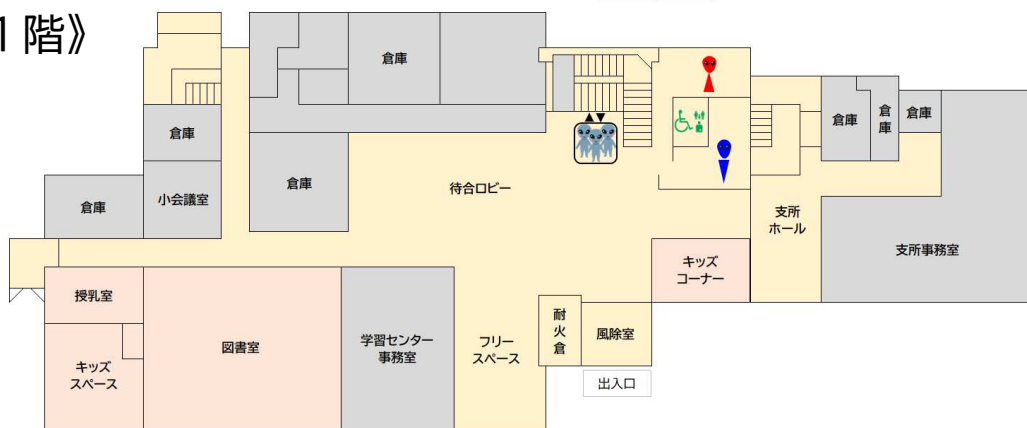 1階》
倉庫
倉庫
倉
庫
倉庫
倉庫
倉庫
小会議室
倉庫
待合ロビー
倉庫
支所
ホール
支所事務室
キッズ
コーナー
授乳室
キッズ
スペース
図書室
学習センター
事務室
フリー
スペース
耐
火
倉
風除室
出入口